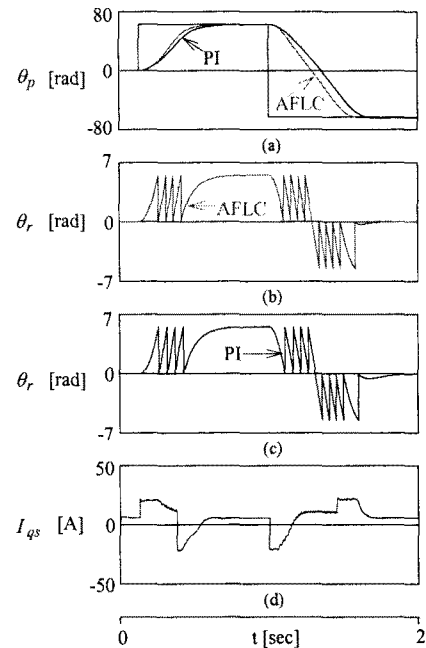 80
θp [rad]
0
PI
AFLC
-80
(a)
7
θr [rad]
0
AFLC
-7
(b)
7
θr [rad]
0
PI
-7
(c)
50
Iqs [A]
0
-50
(d)
0
t [sec]
2